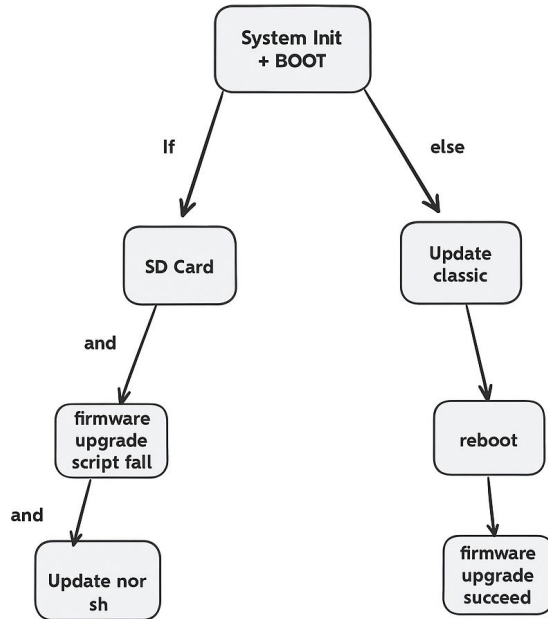 System Init
+ BOOT
If
else
SD Card
Update
classic
and
firmware
upgrade
script fall
reboot
and
Update nor
sh
firmware
upgrade
succeed